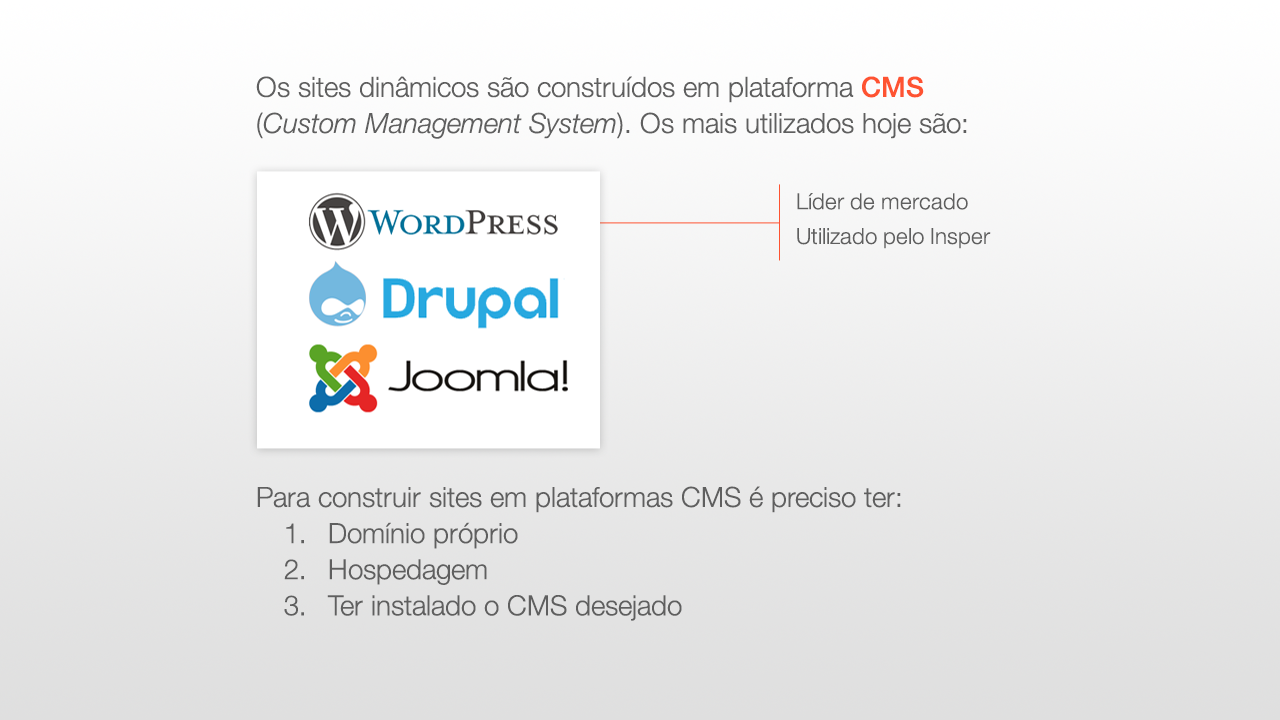 Os sites dinâmicos são construídos em plataforma CMS
(Custom Management System). Os mais utilizados hoje são:
WORDPRESS
Líder de mercado
Utilizado pelo Insper
Drupal
Joomla!
Para construir sites em plataformas CMS é preciso ter:
1. Domínio próprio
2. Hospedagem
3. Ter instalado o CMS desejado